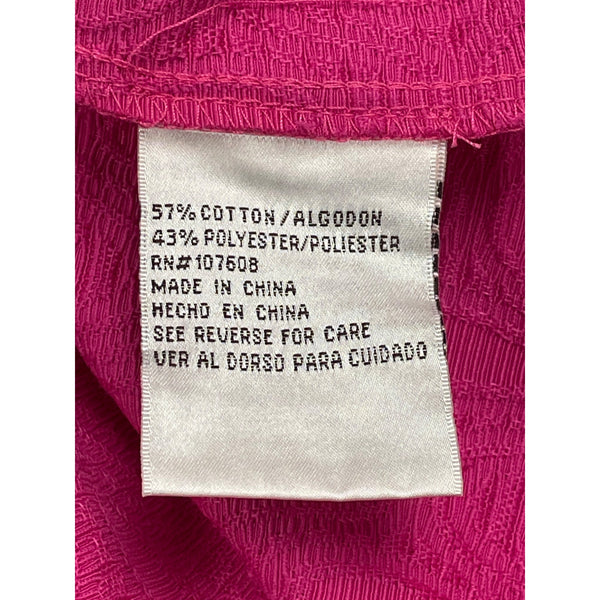 57% COTTON/ALGODON
43% POLYESTER/POLIESTER
RN#107608
MADE IN CHINA
HECHO EN CHINA
SEE REVERSE FOR CARE
VER AL DORSO PARA CUIDADO